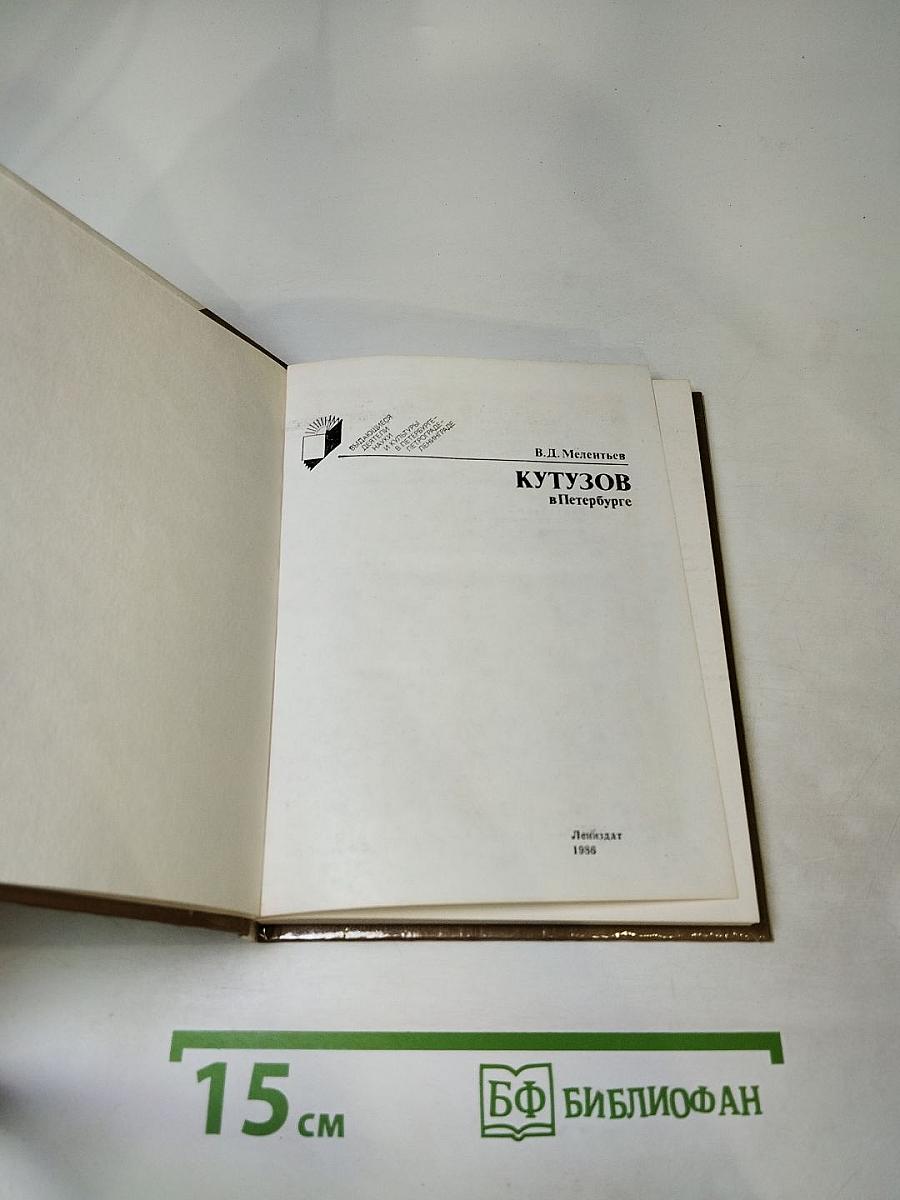 ВЫДАЮЩИЕСЯ
ДЕЯТЕЛИ
НАУКИ
И КУЛЬТУРЫ
В ПЕТЕРБУРГЕ-
ПЕТРОГРАДЕ-
ЛЕНИНГРАДЕ
В. Д. Мелентьев
КУТУЗОВ
в Петербурге
Лениздат
1986
15 см
БФ БИБЛИОФАН